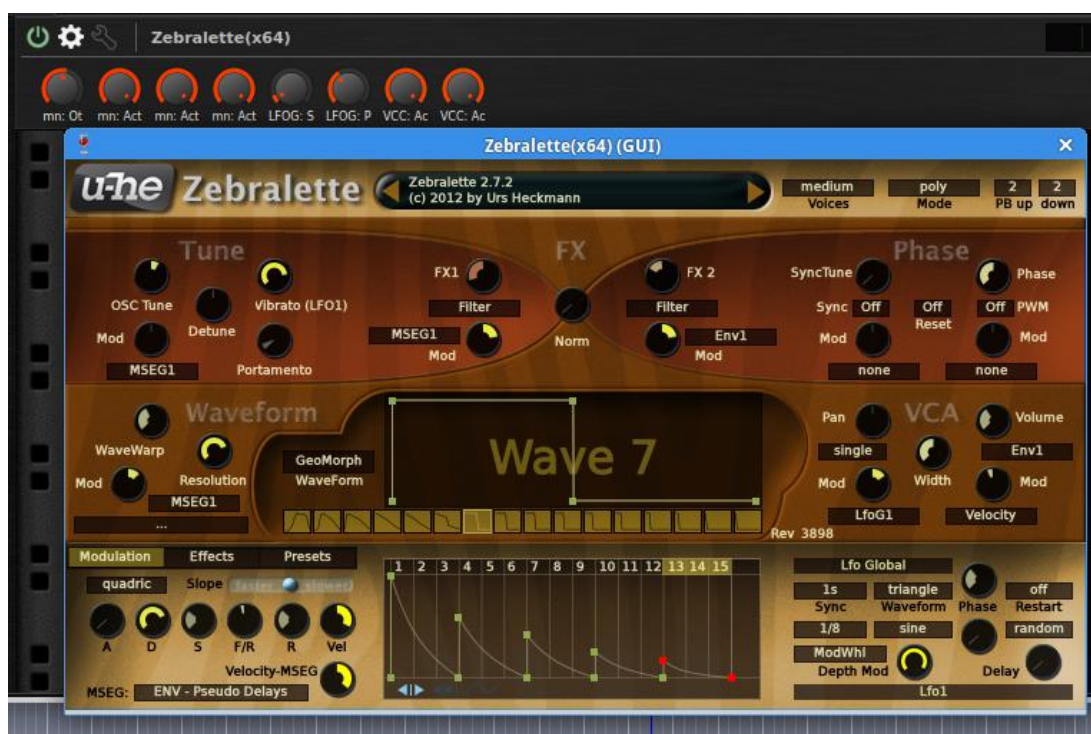 Zebralette(x64)
mn: Ot mn: Act mn: Act mn: Act LFOG: S LFOG: P VCC: Ac VCC: Ac
Zebralette(x64) (GUI)
u-he Zebralette
Zebralette 2.7.2
(c) 2012 by Urs Heckmann
medium poly 2 2
Voices Mode PB up down
Tune FX Phase
FX1 FX 2 SyncTune Phase
OSC Tune Vibrato (LFO1) Filter Filter Sync Off Off Off PWM
Reset
Mod Detune MSEG1 Norm Env1 Mod Mod
Mod Mod
MSEG1 Portamento none none
Waveform Wave 7 Pan VCA Volume
WaveWarp GeoMorph single Env1
Mod Resolution WaveForm Mod Width Mod
MSEG1
... LfoG1 Velocity
Rev 3898
Modulation Effects Presets 1 2 3 4 5 6 7 8 9 10 11 12 13 14 15 Lfo Global
quadric Slope faster slower 1s triangle off
Sync Waveform Phase Restart
A D S F/R R Vel 1/8 sine random
ModWhl
Velocity-MSEG Depth Mod Delay
MSEG: ENV - Pseudo Delays Lfo1